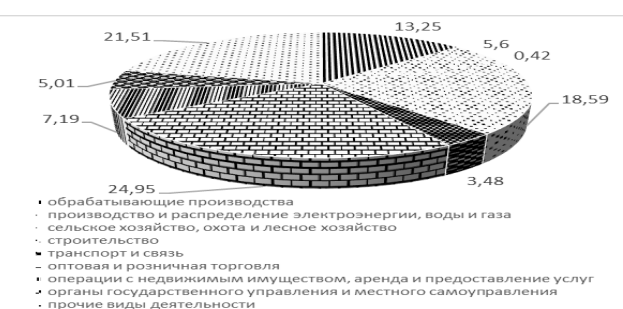 21,51
13,25
5,6
0,42
5,01
18,59
7,19
3,48
24,95
обрабатывающие производства
производство и распределение электроэнергии, воды и газа
сельское хозяйство, охота и лесное хозяйство
строительство
транспорт и связь
оптовая и розничная торговля
операции с недвижимым имуществом, аренда и предоставление услуг
органы государственного управления и местного самоуправления
прочие виды деятельности